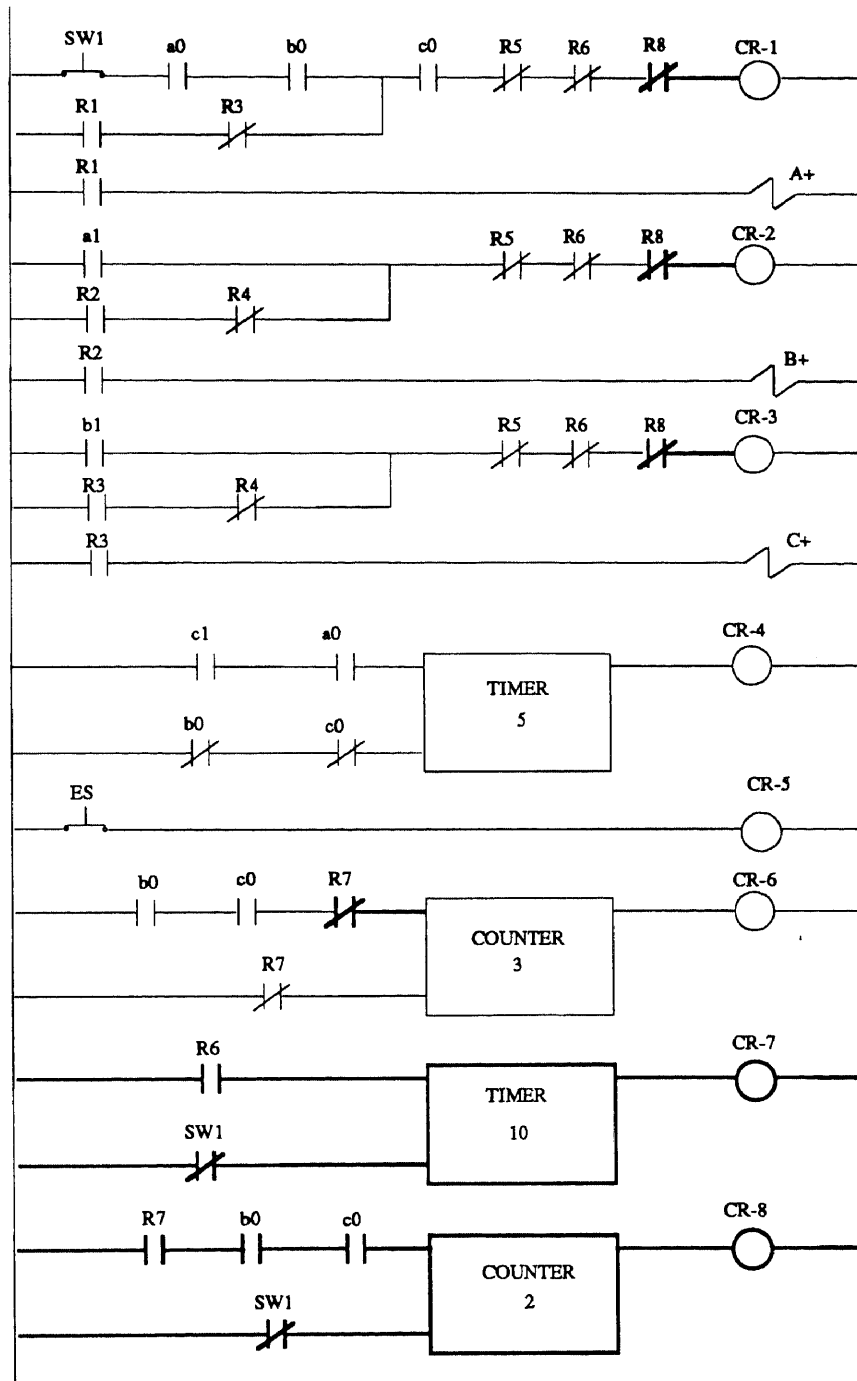 SW1 a0 b0 c0 R5 R6 R8 CR-1
R1 R3
R1 A+
a1 R5 R6 R8 CR-2
R2 R4
R2 B+
b1 R5 R6 R8 CR-3
R3 R4
R3 C+
c1 a0 CR-4
TIMER
5
b0 c0
ES CR-5
b0 c0 R7 CR-6
COUNTER
3
R7
R6 CR-7
TIMER
10
SW1
R7 b0 c0 CR-8
COUNTER
2
SW1